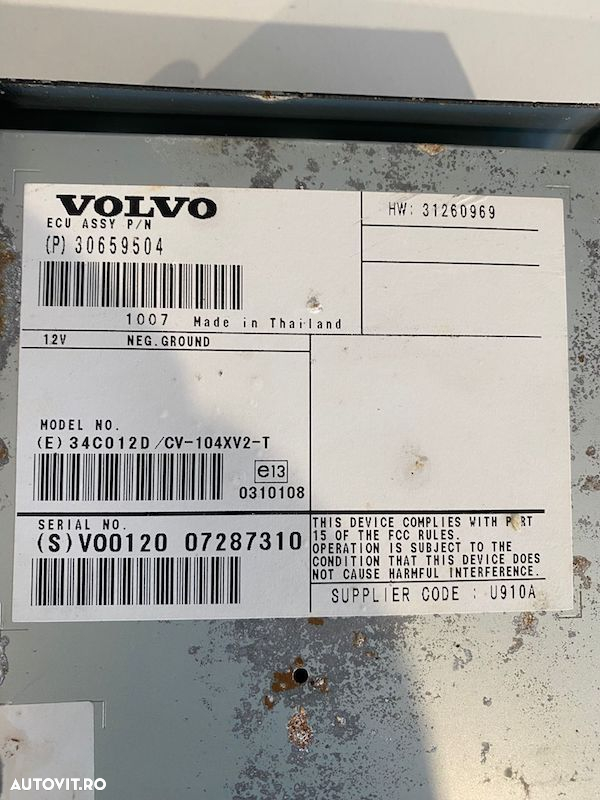 VOLVO
ECU ASSY P/N
(P) 30659504
HW: 31260969
1007 Made in Thailand
12V NEG. GROUND
MODEL NO.
(E) 34C012D/CV-104XV2-T
e13
0310108
SERIAL NO.
(S) V00120 07287310
THIS DEVICE COMPLIES WITH PART
15 OF THE FCC RULES.
OPERATION IS SUBJECT TO THE
CONDITION THAT THIS DEVICE DOES
NOT CAUSE HARMFUL INTERFERENCE.
SUPPLIER CODE : U910A
AUTOVIT.RO